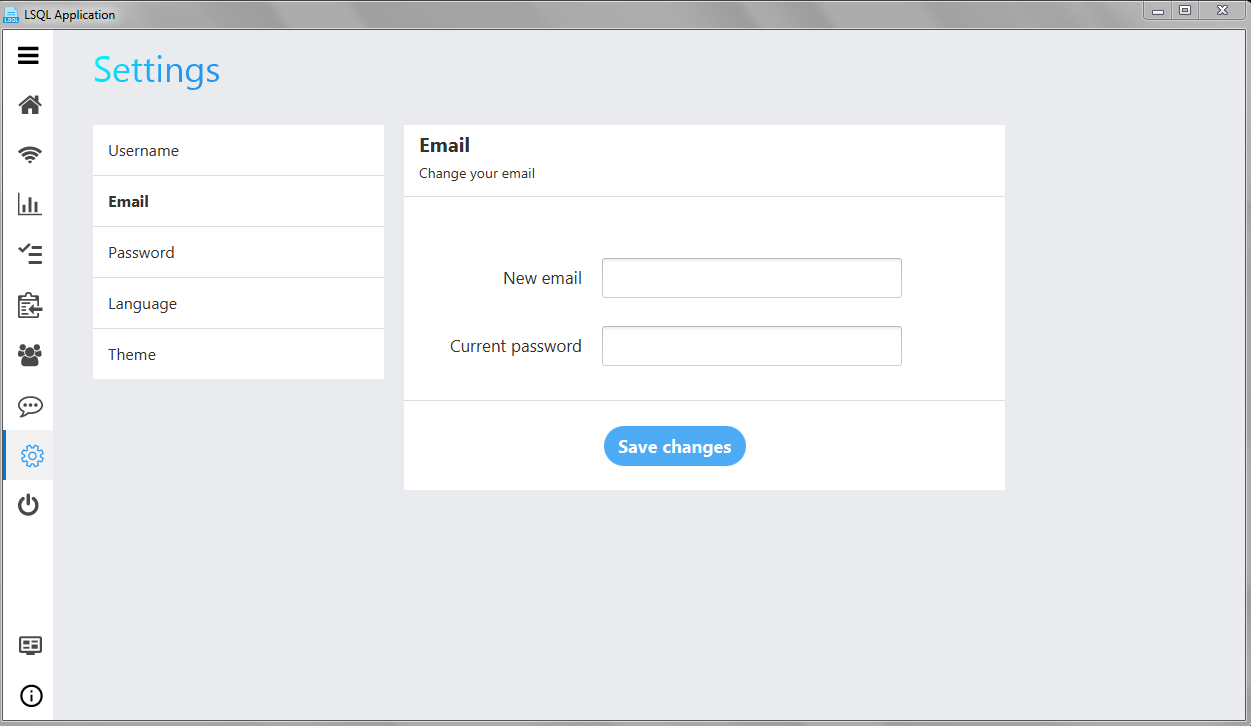 LSQL Application
Settings
Username
Email
Password
Language
Theme
Email
Change your email
New email
Current password
Save changes